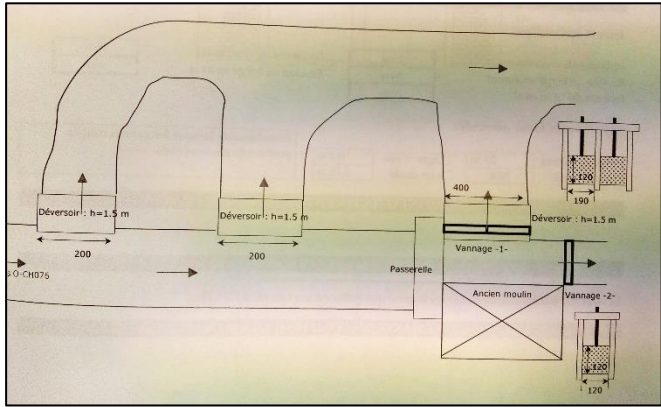 400
120
190
Déversoir : h=1.5 m
Déversoir : h=1.5 m
Déversoir : h=1.5 m
200
200
Vannage -1-
Passerelle
s O-CH075
Ancien moulin
Vannage -2-
120
120